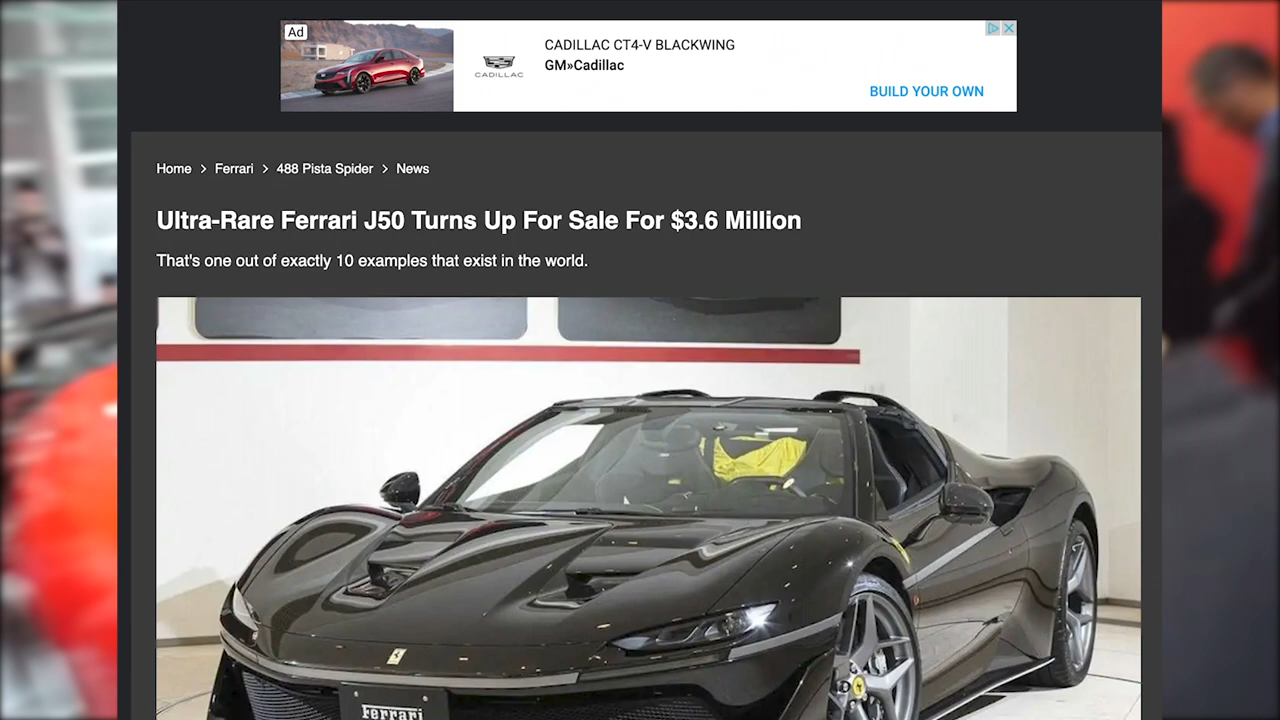 Ad
CADILLAC CT4-V BLACKWING
GM»Cadillac
CADILLAC
BUILD YOUR OWN
Home > Ferrari > 488 Pista Spider > News
Ultra-Rare Ferrari J50 Turns Up For Sale For $3.6 Million
That's one out of exactly 10 examples that exist in the world.
Ferrari